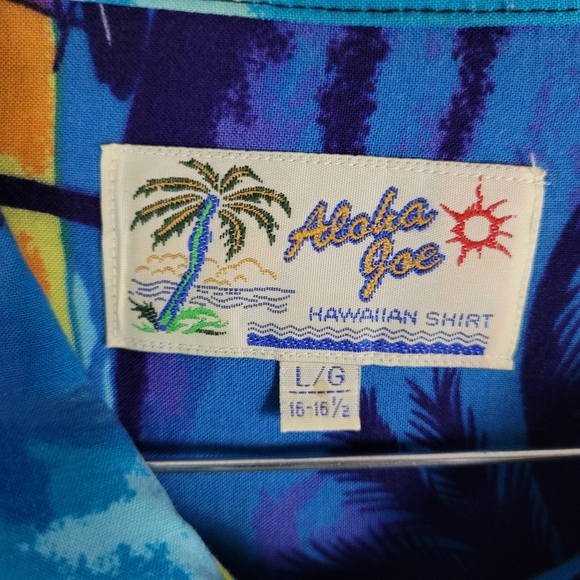 Aloha
Joe
HAWAIIAN SHIRT
L/G
16-16 1/2